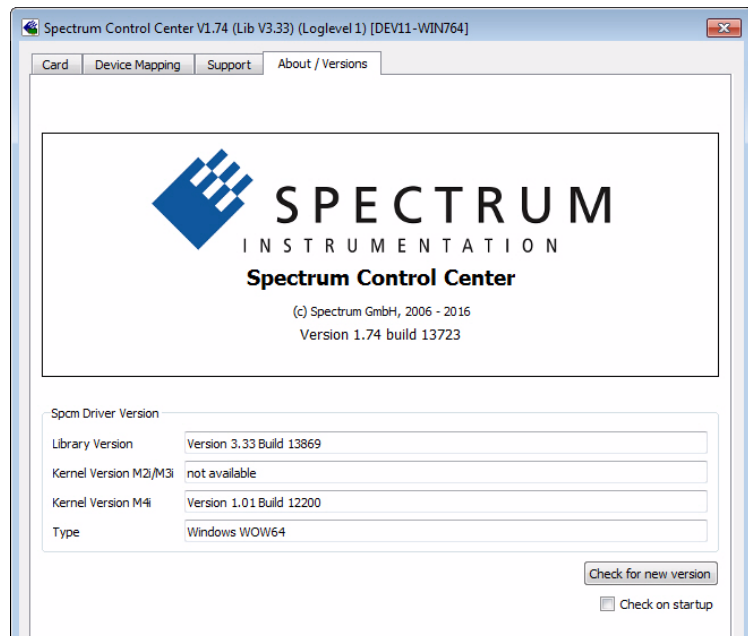 Spectrum Control Center V1.74 (Lib V3.33) (Loglevel 1) [DEV11-WIN764]
Card Device Mapping Support About / Versions
SPECTRUM
INSTRUMENTATION
Spectrum Control Center
(c) Spectrum GmbH, 2006 - 2016
Version 1.74 build 13723
Spcm Driver Version
Library Version Version 3.33 Build 13869
Kernel Version M2i/M3i not available
Kernel Version M4i Version 1.01 Build 12200
Type Windows WOW64
Check for new version
Check on startup